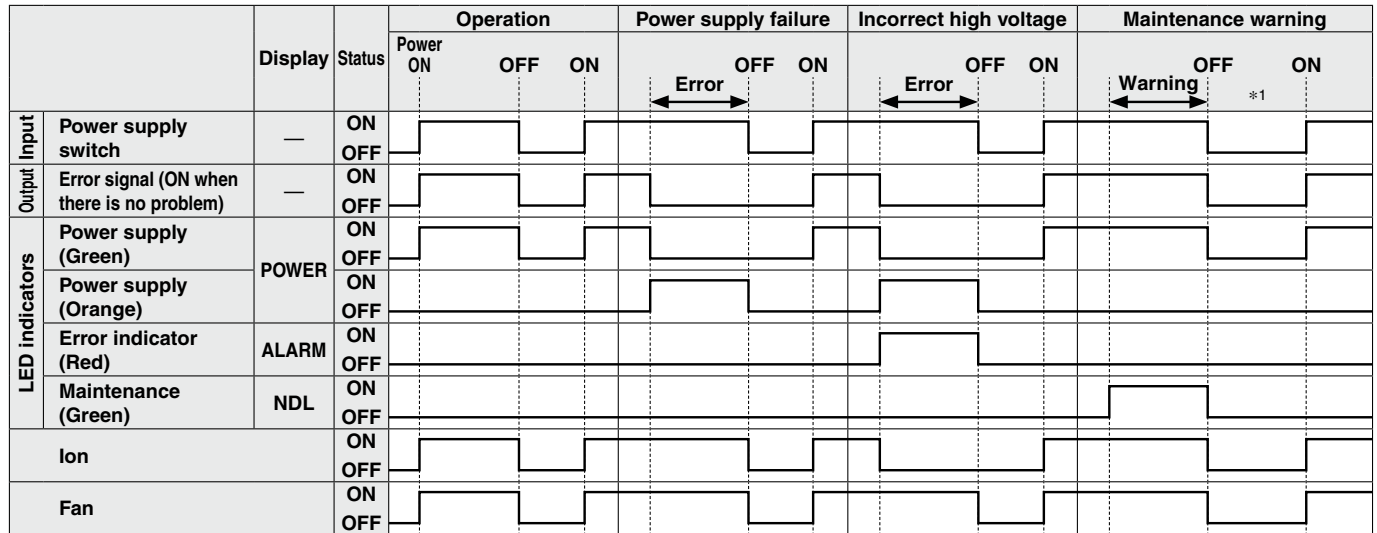 Operation Power supply failure Incorrect high voltage Maintenance warning
Display Status
Power
ON OFF ON OFF ON OFF ON OFF ON
Error Error Warning *1
Input
Power supply
switch
— ON
OFF
Output
Error signal (ON when
there is no problem)
— ON
OFF
LED indicators
Power supply
(Green)
POWER
ON
OFF
Power supply
(Orange)
ON
OFF
Error indicator
(Red)
ALARM
ON
OFF
Maintenance
(Green)
NDL
ON
OFF
Ion
ON
OFF
Fan
ON
OFF